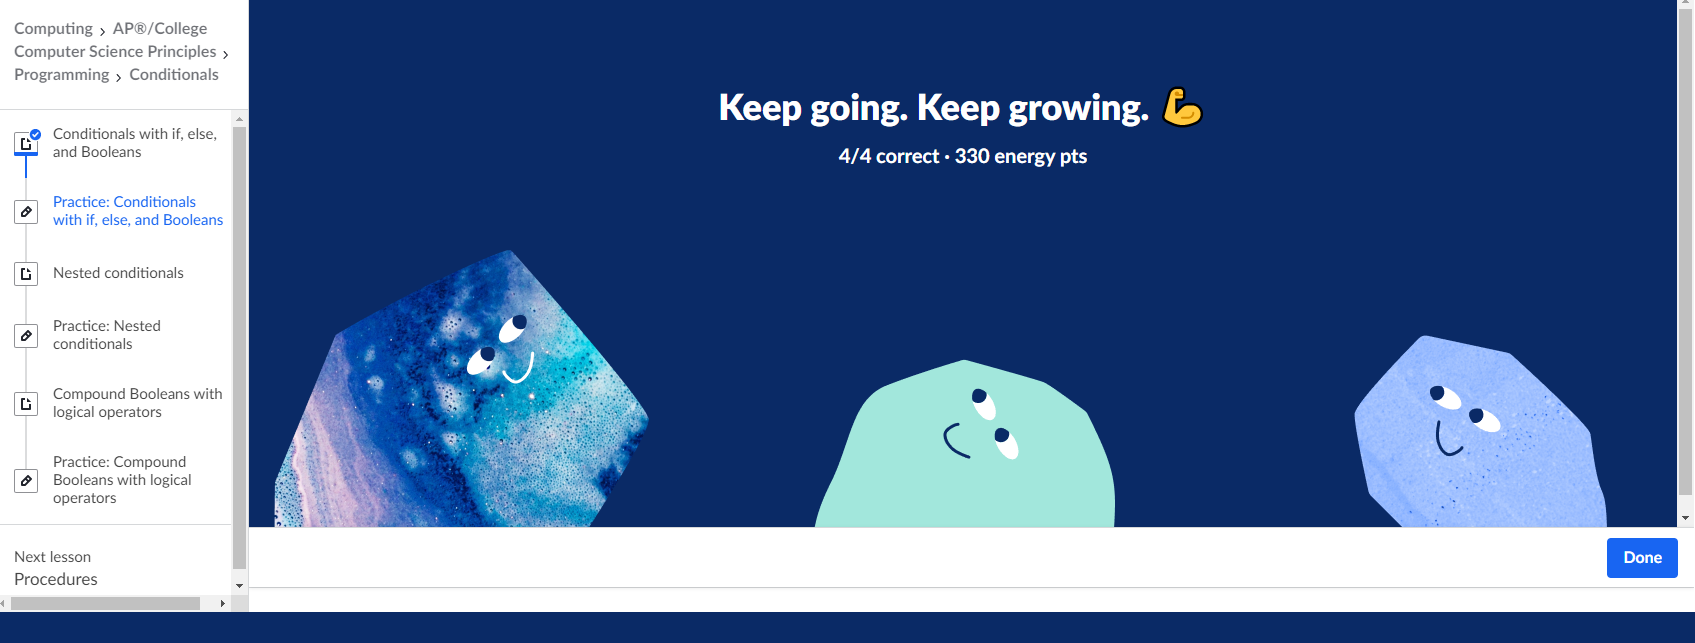 Computing > AP®/College
Computer Science Principles >
Programming > Conditionals
Conditionals with if, else,
and Booleans
Practice: Conditionals
with if, else, and Booleans
Nested conditionals
Practice: Nested
conditionals
Compound Booleans with
logical operators
Practice: Compound
Booleans with logical
operators
Next lesson
Procedures
Keep going. Keep growing. 💪
4/4 correct · 330 energy pts
Done